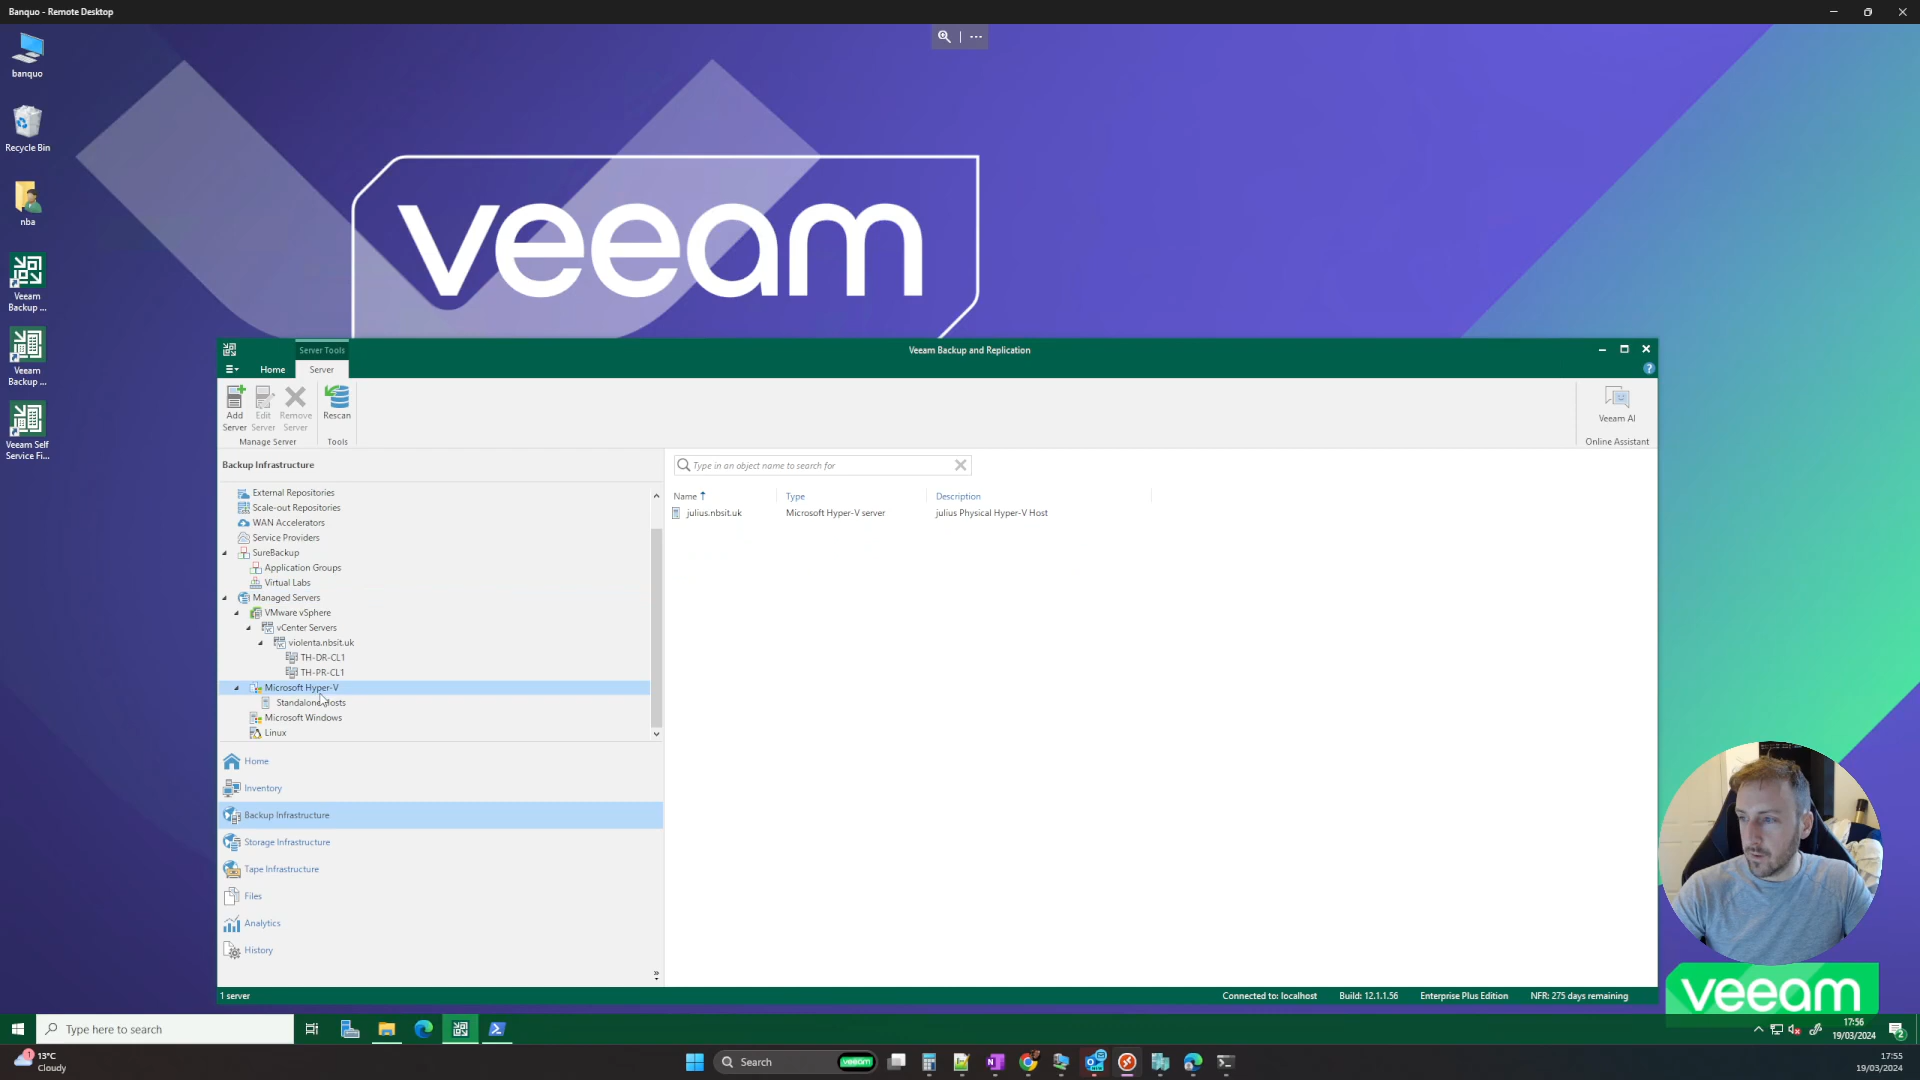 Banquo - Remote Desktop
banquo
Recycle Bin
nba
Veeam
Backup ...
Veeam
Backup ...
Veeam Self
Service Fi...
veeam
Server Tools
Veeam Backup and Replication
Home
Server
Add
Server
Edit
Server
Remove
Server
Rescan
Manage Server
Tools
Veeam AI
Online Assistant
Backup Infrastructure
External Repositories
Scale-out Repositories
WAN Accelerators
Service Providers
SureBackup
Application Groups
Virtual Labs
Managed Servers
VMware vSphere
vCenter Servers
violenta.nbsit.uk
TH-DR-CL1
TH-PR-CL1
Microsoft Hyper-V
Standalone Hosts
Microsoft Windows
Linux
Home
Inventory
Backup Infrastructure
Storage Infrastructure
Tape Infrastructure
Files
Analytics
History
Type in an object name to search for
Name Type Description
julius.nbsit.uk Microsoft Hyper-V server julius Physical Hyper-V Host
1 server
Connected to: localhost Build: 12.1.1.56 Enterprise Plus Edition NFR: 275 days remaining
veeam
Type here to search
17:56
19/03/2024
2
1
13°C
Cloudy
Search
veeam
17:55
19/03/2024